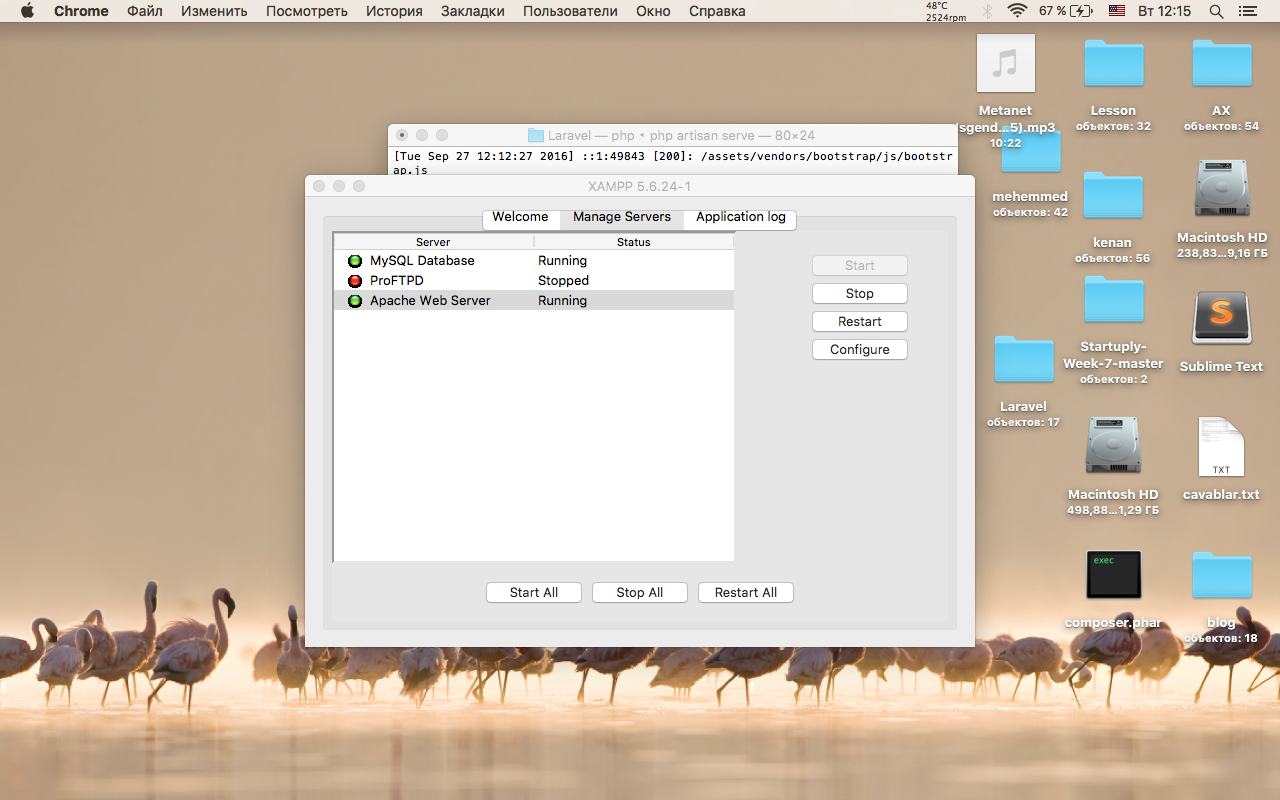 Chrome Файл Изменить Посмотреть История Закладки Пользователи Окно Справка 48°C 67 % Вт 12:15
2524rpm
Laravel — php • php artisan serve — 80×24
[Tue Sep 27 12:12:27 2016] ::1:49843 [200]: /assets/vendors/bootstrap/js/bootstr
ap.js
XAMPP 5.6.24-1
Welcome Manage Servers Application log
Server Status
MySQL Database Running
ProFTPD Stopped
Apache Web Server Running
Start
Stop
Restart
Configure
Start All Stop All Restart All
Metanet
Isgend...5).mp3
10:22
Lesson
объектов: 32
AX
объектов: 54
mehemmed
объектов: 42
kenan
объектов: 56
Macintosh HD
238,83...9,16 ГБ
Startuply-
Week-7-master
объектов: 2
S
Sublime Text
Laravel
объектов: 17
Macintosh HD
498,88...1,29 ГБ
TXT
cavablar.txt
exec
composer.phar
blog
объектов: 18